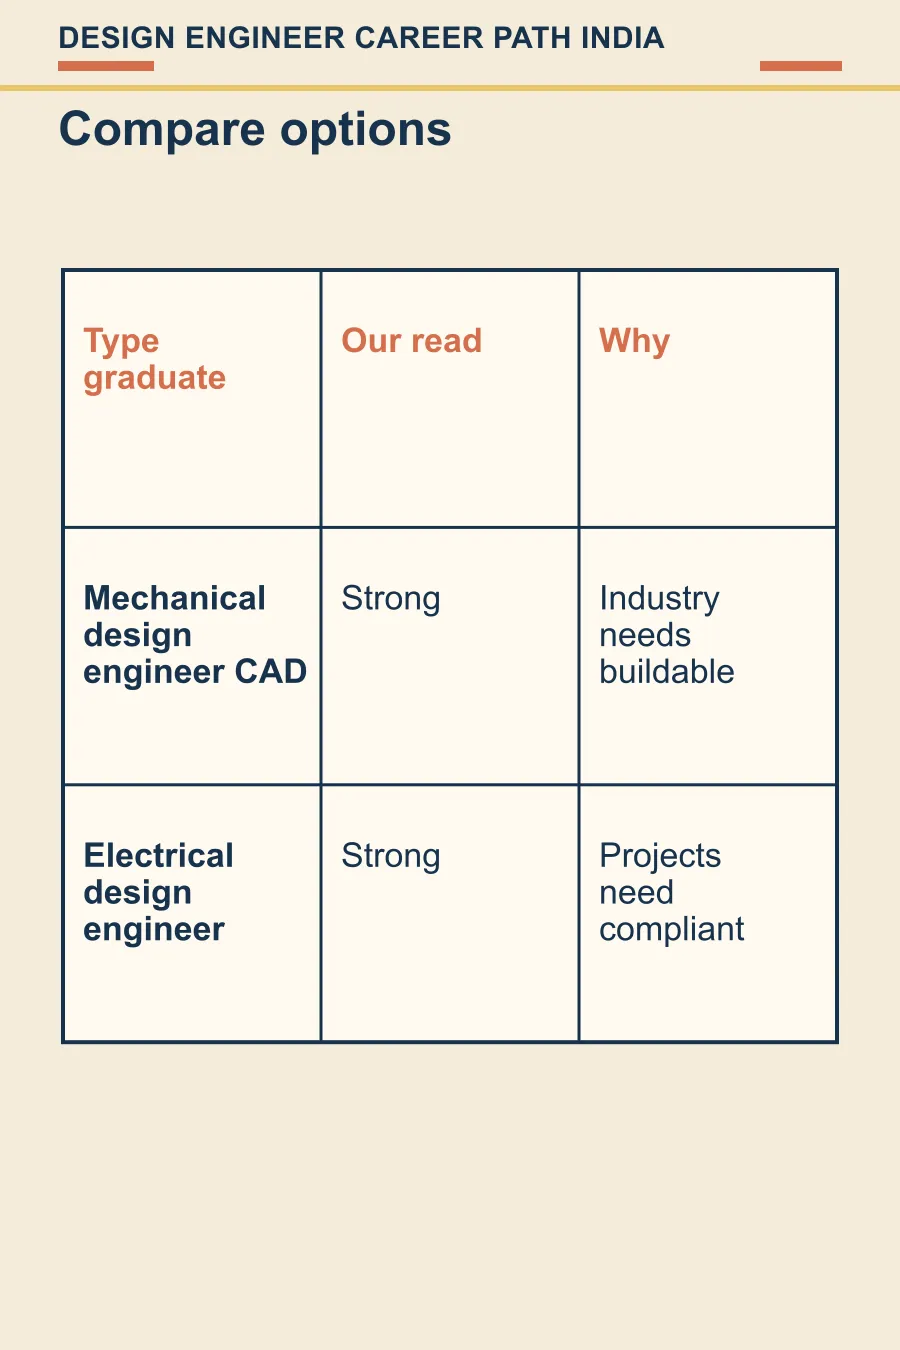 DESIGN ENGINEER CAREER PATH INDIA
Compare options
Type
graduate
Our read
Why
Mechanical
design
engineer CAD
Strong
Industry
needs
buildable
Electrical
design
engineer
Strong
Projects
need
compliant